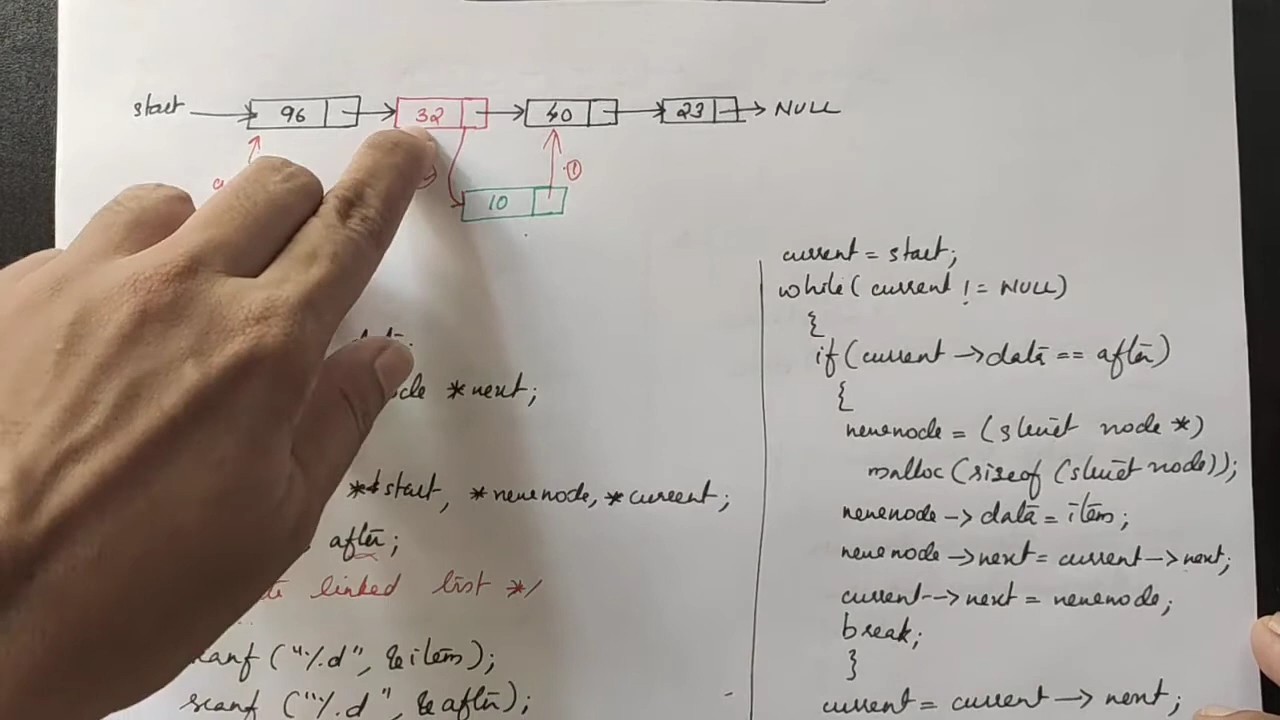 start 96 32 40 23 NULL
①
10
*next;
*start, *newnode, *current;
after;
linked list */
("%d", &item);
scanf ("%d", &after);
current = start;
while( current != NULL)
{
if(current →data == after)
{
newnode = (struct node *)
malloc (sizeof (struct node));
newnode → data = item;
newnode →next = current→next;
current→next = newnode;
break;
}
current = current → next;